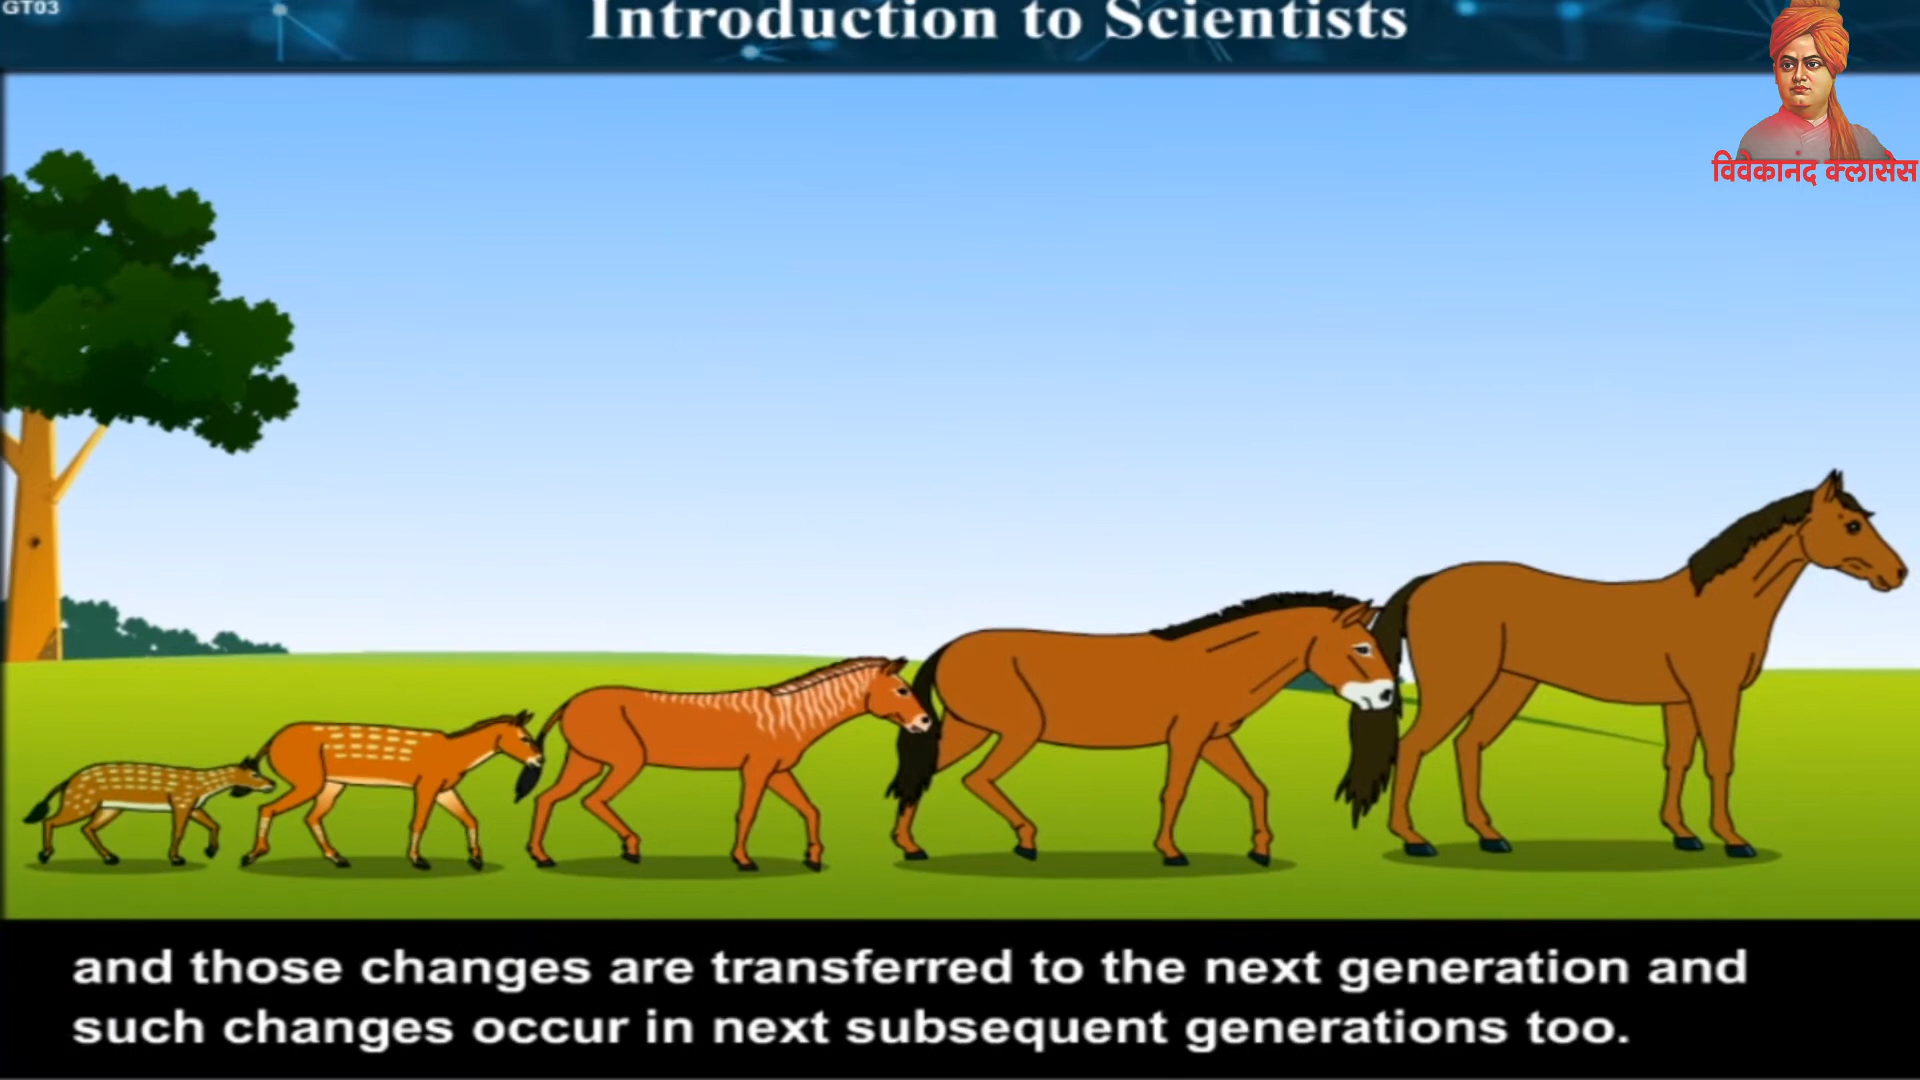 GT03
Introduction to Scientists
विवेकानंद क्लासेस
and those changes are transferred to the next generation and
such changes occur in next subsequent generations too.